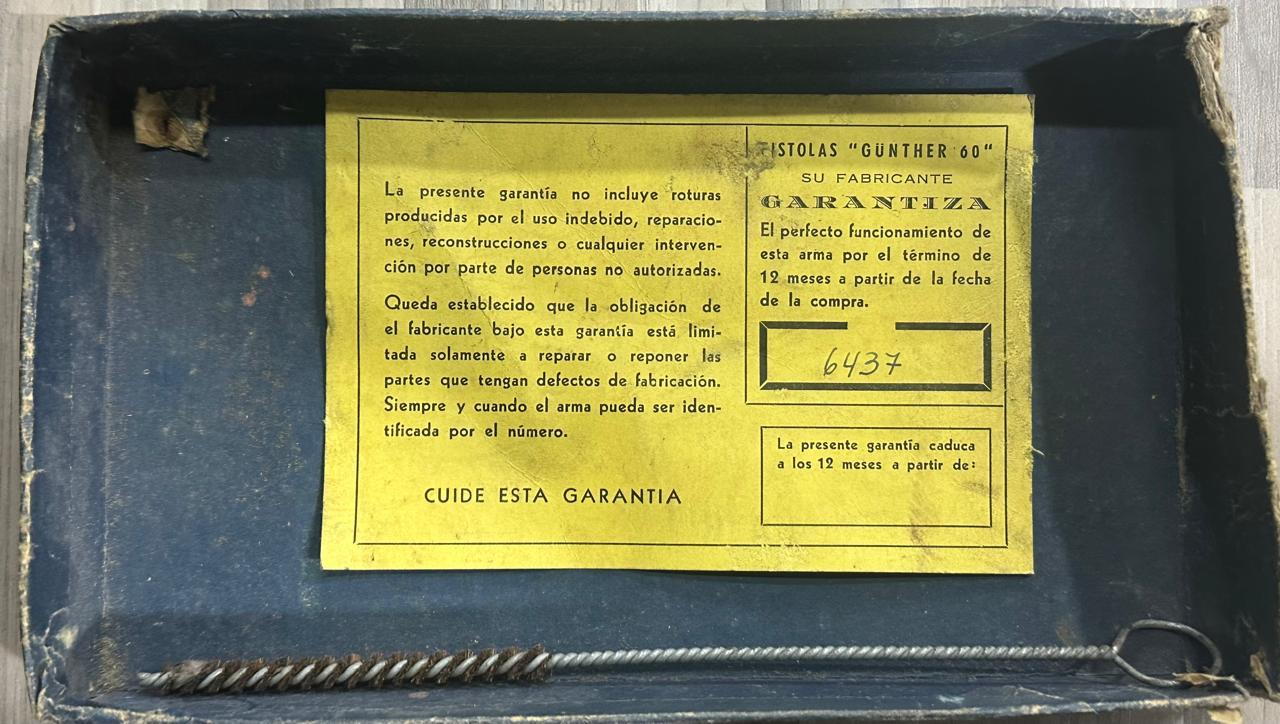 La presente garantía no incluye roturas
producidas por el uso indebido, reparacio-
nes, reconstrucciones o cualquier interven-
ción por parte de personas no autorizadas.
Queda establecido que la obligación de
el fabricante bajo esta garantía está limi-
tada solamente a reparar o reponer las
partes que tengan defectos de fabricación.
Siempre y cuando el arma pueda ser iden-
tificada por el número.
CUIDE ESTA GARANTIA
PISTOLAS "GÜNTHER 60"
SU FABRICANTE
GARANTIZA
El perfecto funcionamiento de
esta arma por el término de
12 meses a partir de la fecha
de la compra.
6437
La presente garantía caduca
a los 12 meses a partir de: